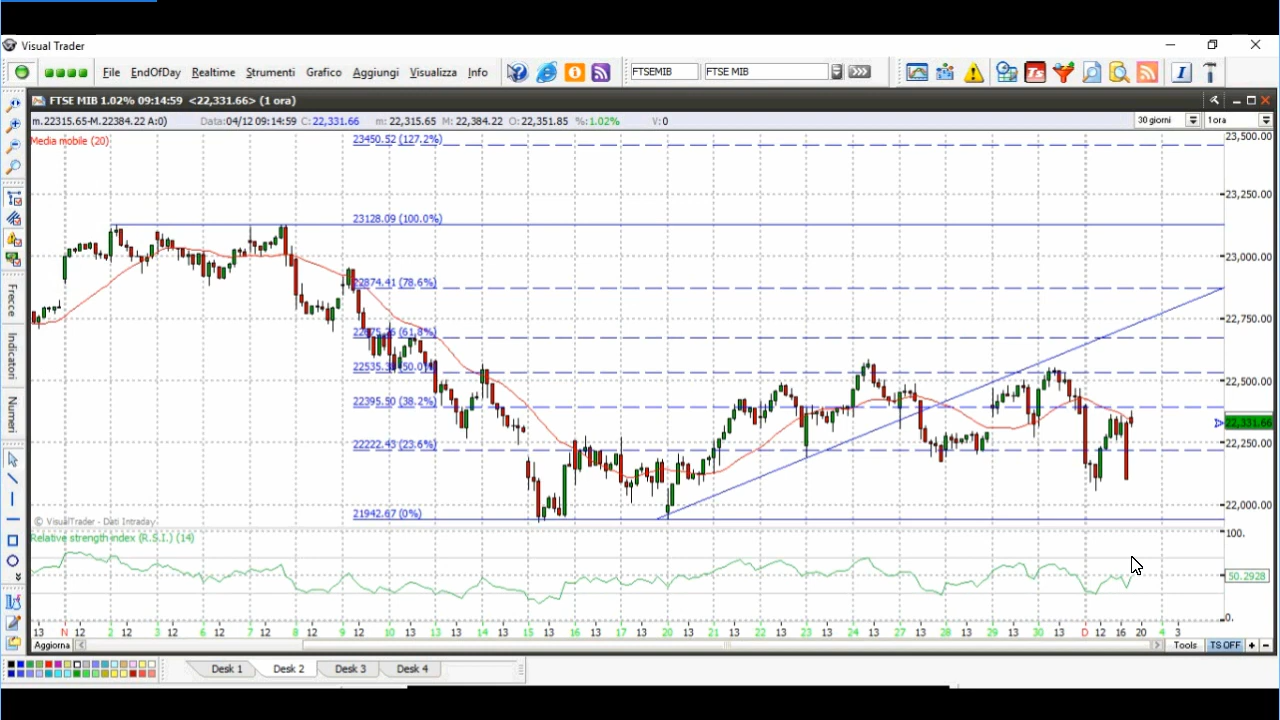 Visual Trader
File EndOfDay Realtime Strumenti Grafico Aggiungi Visualizza Info FTSEMIB FTSE MIB
FTSE MIB 1.02% 09:14:59 <22,331.66> (1 ora)
m.22315.65-M.22384.22 A:0) Data:04/12 09:14:59 C: 22,331.66 m: 22,315.65 M: 22,384.22 O: 22,351.85 %:1.02% V: 0 30 giorni 1 ora
Media mobile (20)
23450.52 (127.2%)
23128.09 (100.0%)
22874.41 (78.6%)
(61.8%)
(50.0%)
22395.50 (38.2%)
22222.43 (23.6%)
21942.67 (0%)
23,500.00
23,250.00
23,000.00
22,750.00
22,500.00
22,331.66
22,250.00
22,000.00
© VisualTrader - Dati Intraday
Relative strength index (R.S.I.) (14)
100.
50.2928
0.
Frecce
Indicatori
Numeri
13 N 12 2 12 3 12 6 12 7 12 8 12 9 12 10 13 13 13 14 13 15 13 16 13 17 13 20 13 21 13 22 13 23 13 24 13 27 13 28 13 29 13 30 13 D 12 16 20 4 3
Aggiorna Tools TS OFF
Desk 1 Desk 2 Desk 3 Desk 4